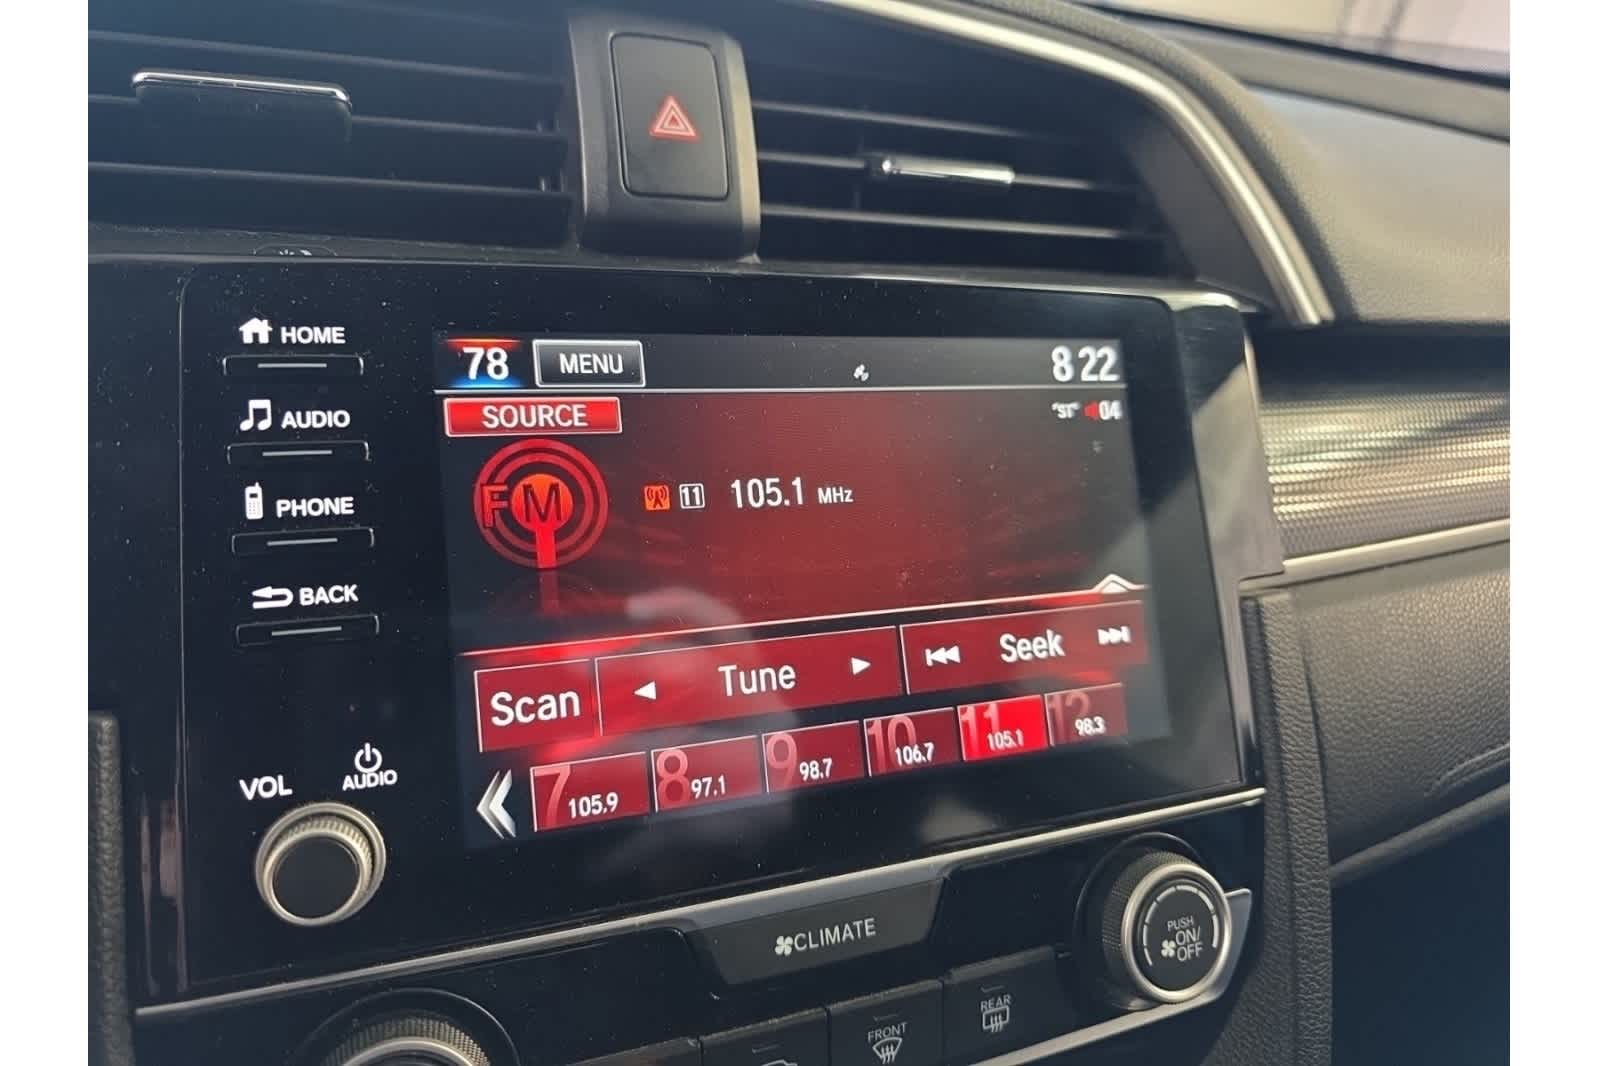 HOME
AUDIO
PHONE
BACK
VOL
AUDIO
78 MENU 8 22
SOURCE "ST" 04
FM 11 105.1 MHz
Scan Tune Seek
7 105.9 8 97.1 9 98.7 10 106.7 11 105.1 12 98.3
CLIMATE
PUSH
ON/
OFF
FRONT
REAR